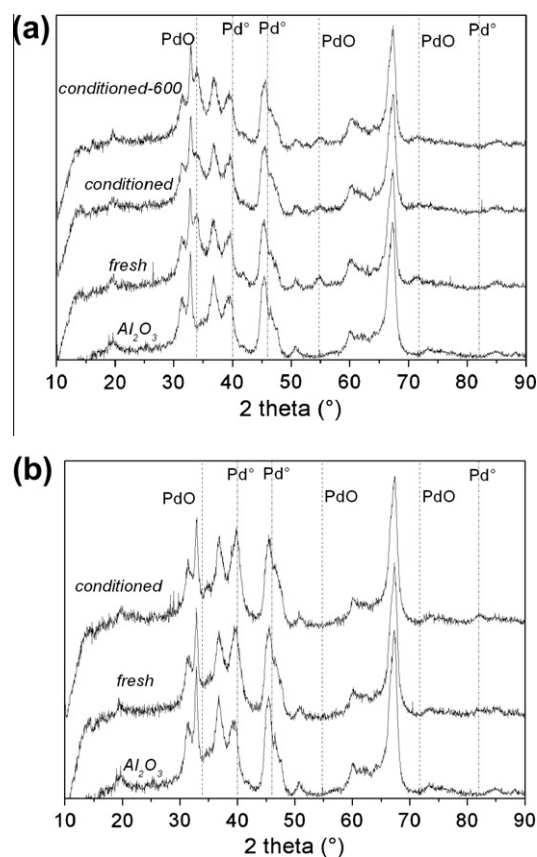 (a)
PdO Pd° Pd° PdO PdO Pd°
conditioned-600
conditioned
fresh
Al₂O₃
10 20 30 40 50 60 70 80 90
2 theta (°)
(b)
PdO Pd° Pd° PdO PdO Pd°
conditioned
fresh
Al₂O₃
10 20 30 40 50 60 70 80 90
2 theta (°)